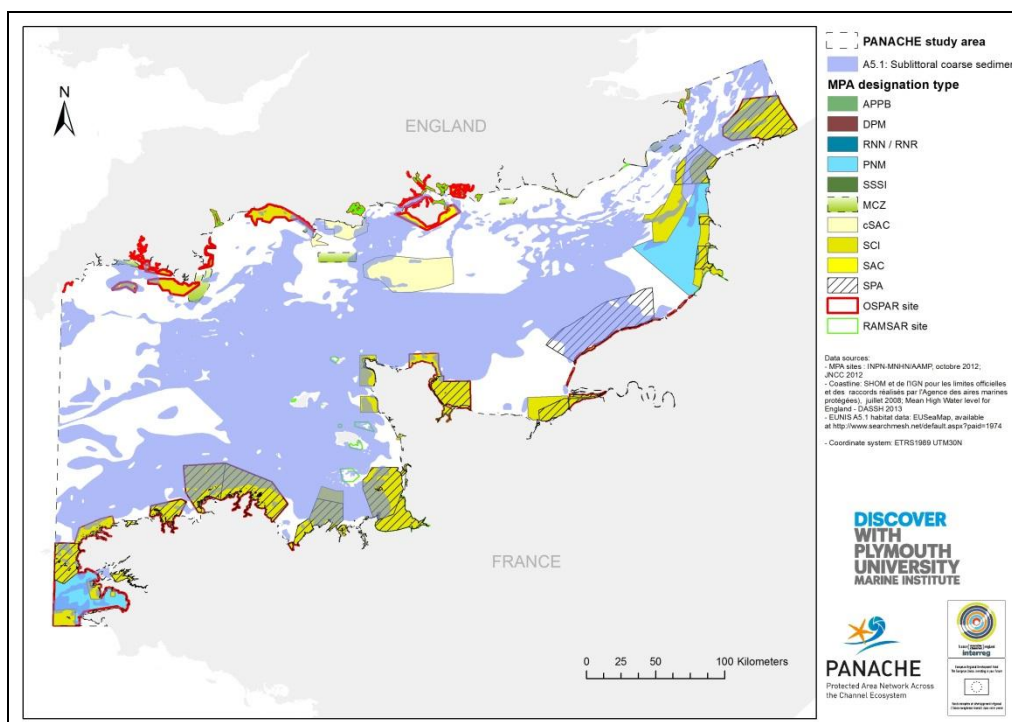 PANACHE study area
A5.1: Sublittoral coarse sediment
MPA designation type
APPB
DPM
RNN / RNR
PNM
SSSI
MCZ
cSAC
SCI
SAC
SPA
OSPAR site
RAMSAR site
Data sources:
- MPA sites : INPN-MNHN/AAMP, octobre 2012;
JNCC 2012
- Coastline: SHOM et de l'IGN pour les limites officielles
et des raccords réalisés par l'Agence des aires marines
protégées), juillet 2008; Mean High Water level for
England - DASSH 2013
- EUNIS A5.1 habitat data: EUSeaMap, available
at http://www.searchmesh.net/default.aspx?paid=1974
- Coordinate system: ETRS1989 UTM30N
N
ENGLAND
FRANCE
0 25 50 100 Kilometers
DISCOVER
WITH
PLYMOUTH
UNIVERSITY
MARINE INSTITUTE
PANACHE
Protected Area Network Across
the Channel Ecosystem
interreg